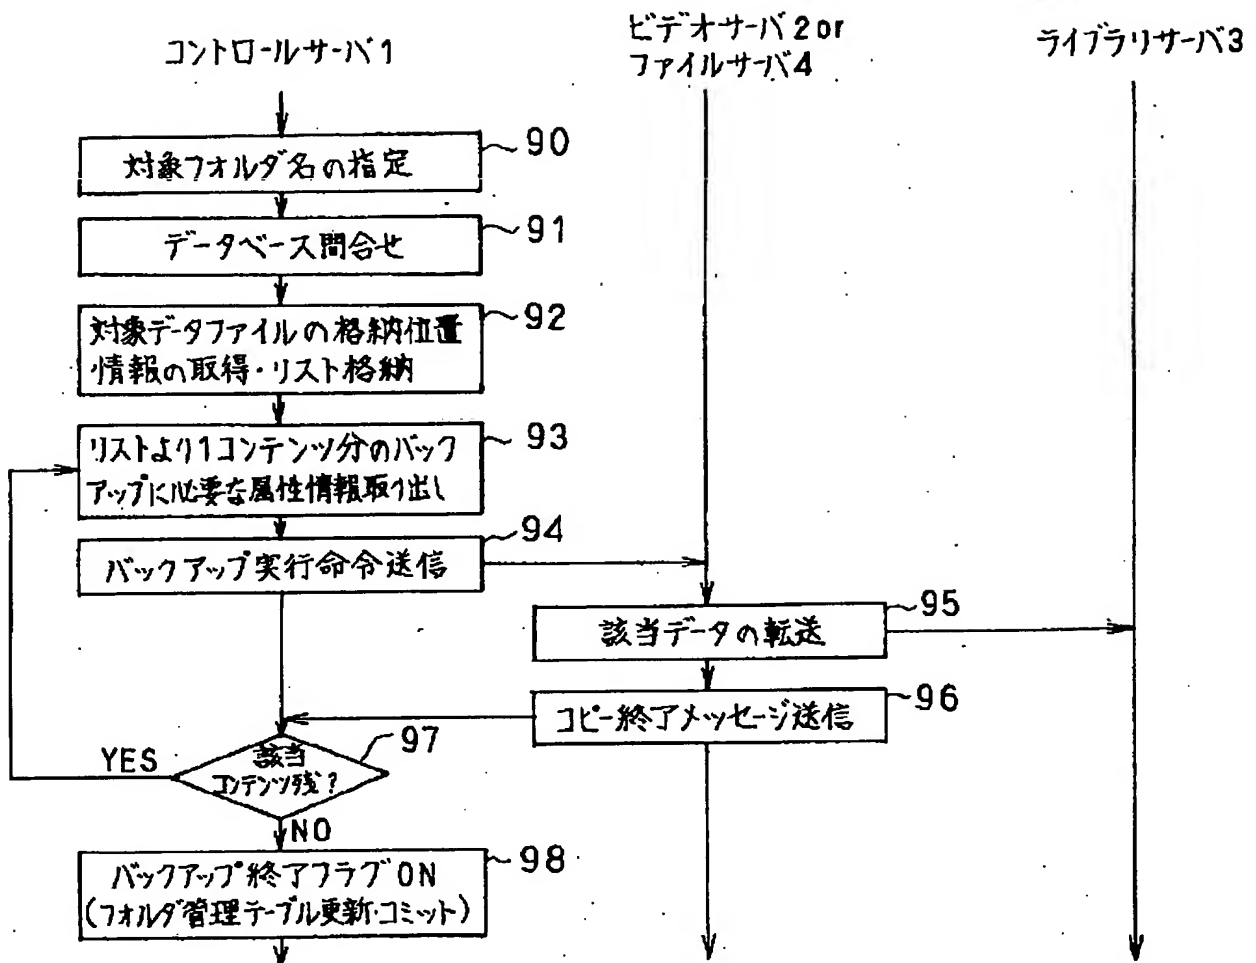 コントロールサーバ1
ビデオサーバ2or
ファイルサーバ4
ライブラリサーバ3
対象フォルダ名の指定
90
データベース問合せ
91
対象データファイルの格納位置
情報の取得・リスト格納
92
リストより1コンテンツ分のバック
アップに必要な属性情報取り出し
93
バックアップ実行命令送信
94
該当データの転送
95
コピー終了メッセージ送信
96
該当
コンテンツ残?
97
YES
NO
バックアップ終了フラグON
(フォルダ管理テーブル更新・コミット)
98